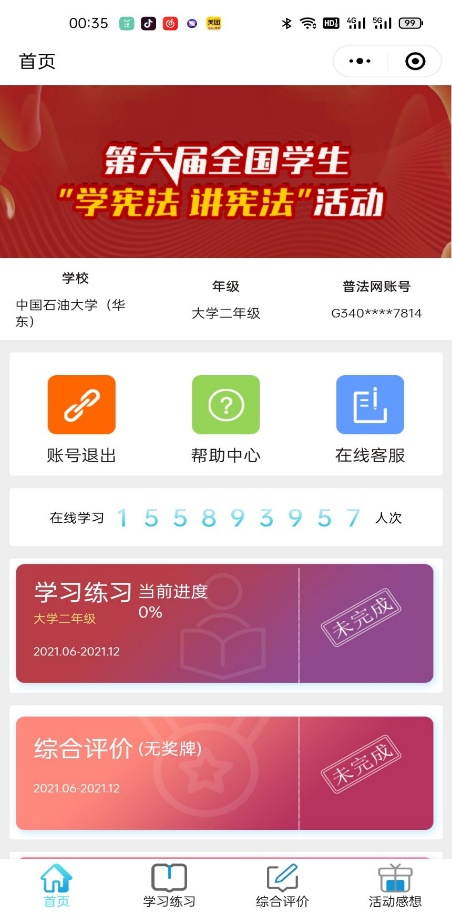 00:35
HD
4G
5G
99
首页
第六届全国学生
"学宪法 讲宪法"活动
学校
年级
普法网账号
中国石油大学（华
东）
大学二年级
G340****7814
账号退出
帮助中心
在线客服
在线学习 155893957 人次
学习练习 当前进度
0%
大学二年级
2021.06-2021.12
未完成
综合评价 (无奖牌)
2021.06-2021.12
未完成
首页
学习练习
综合评价
活动感想